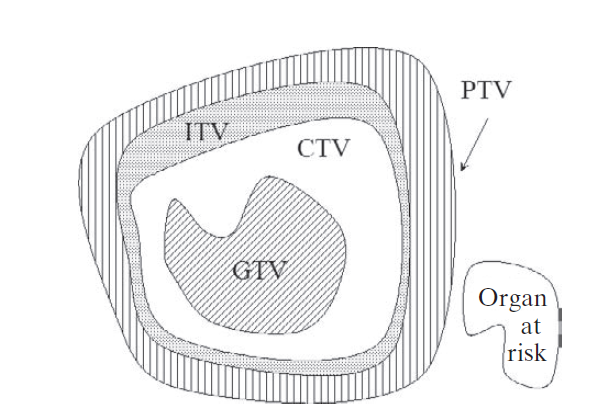 PTV
ITV
CTV
GTV
Organ
at
risk